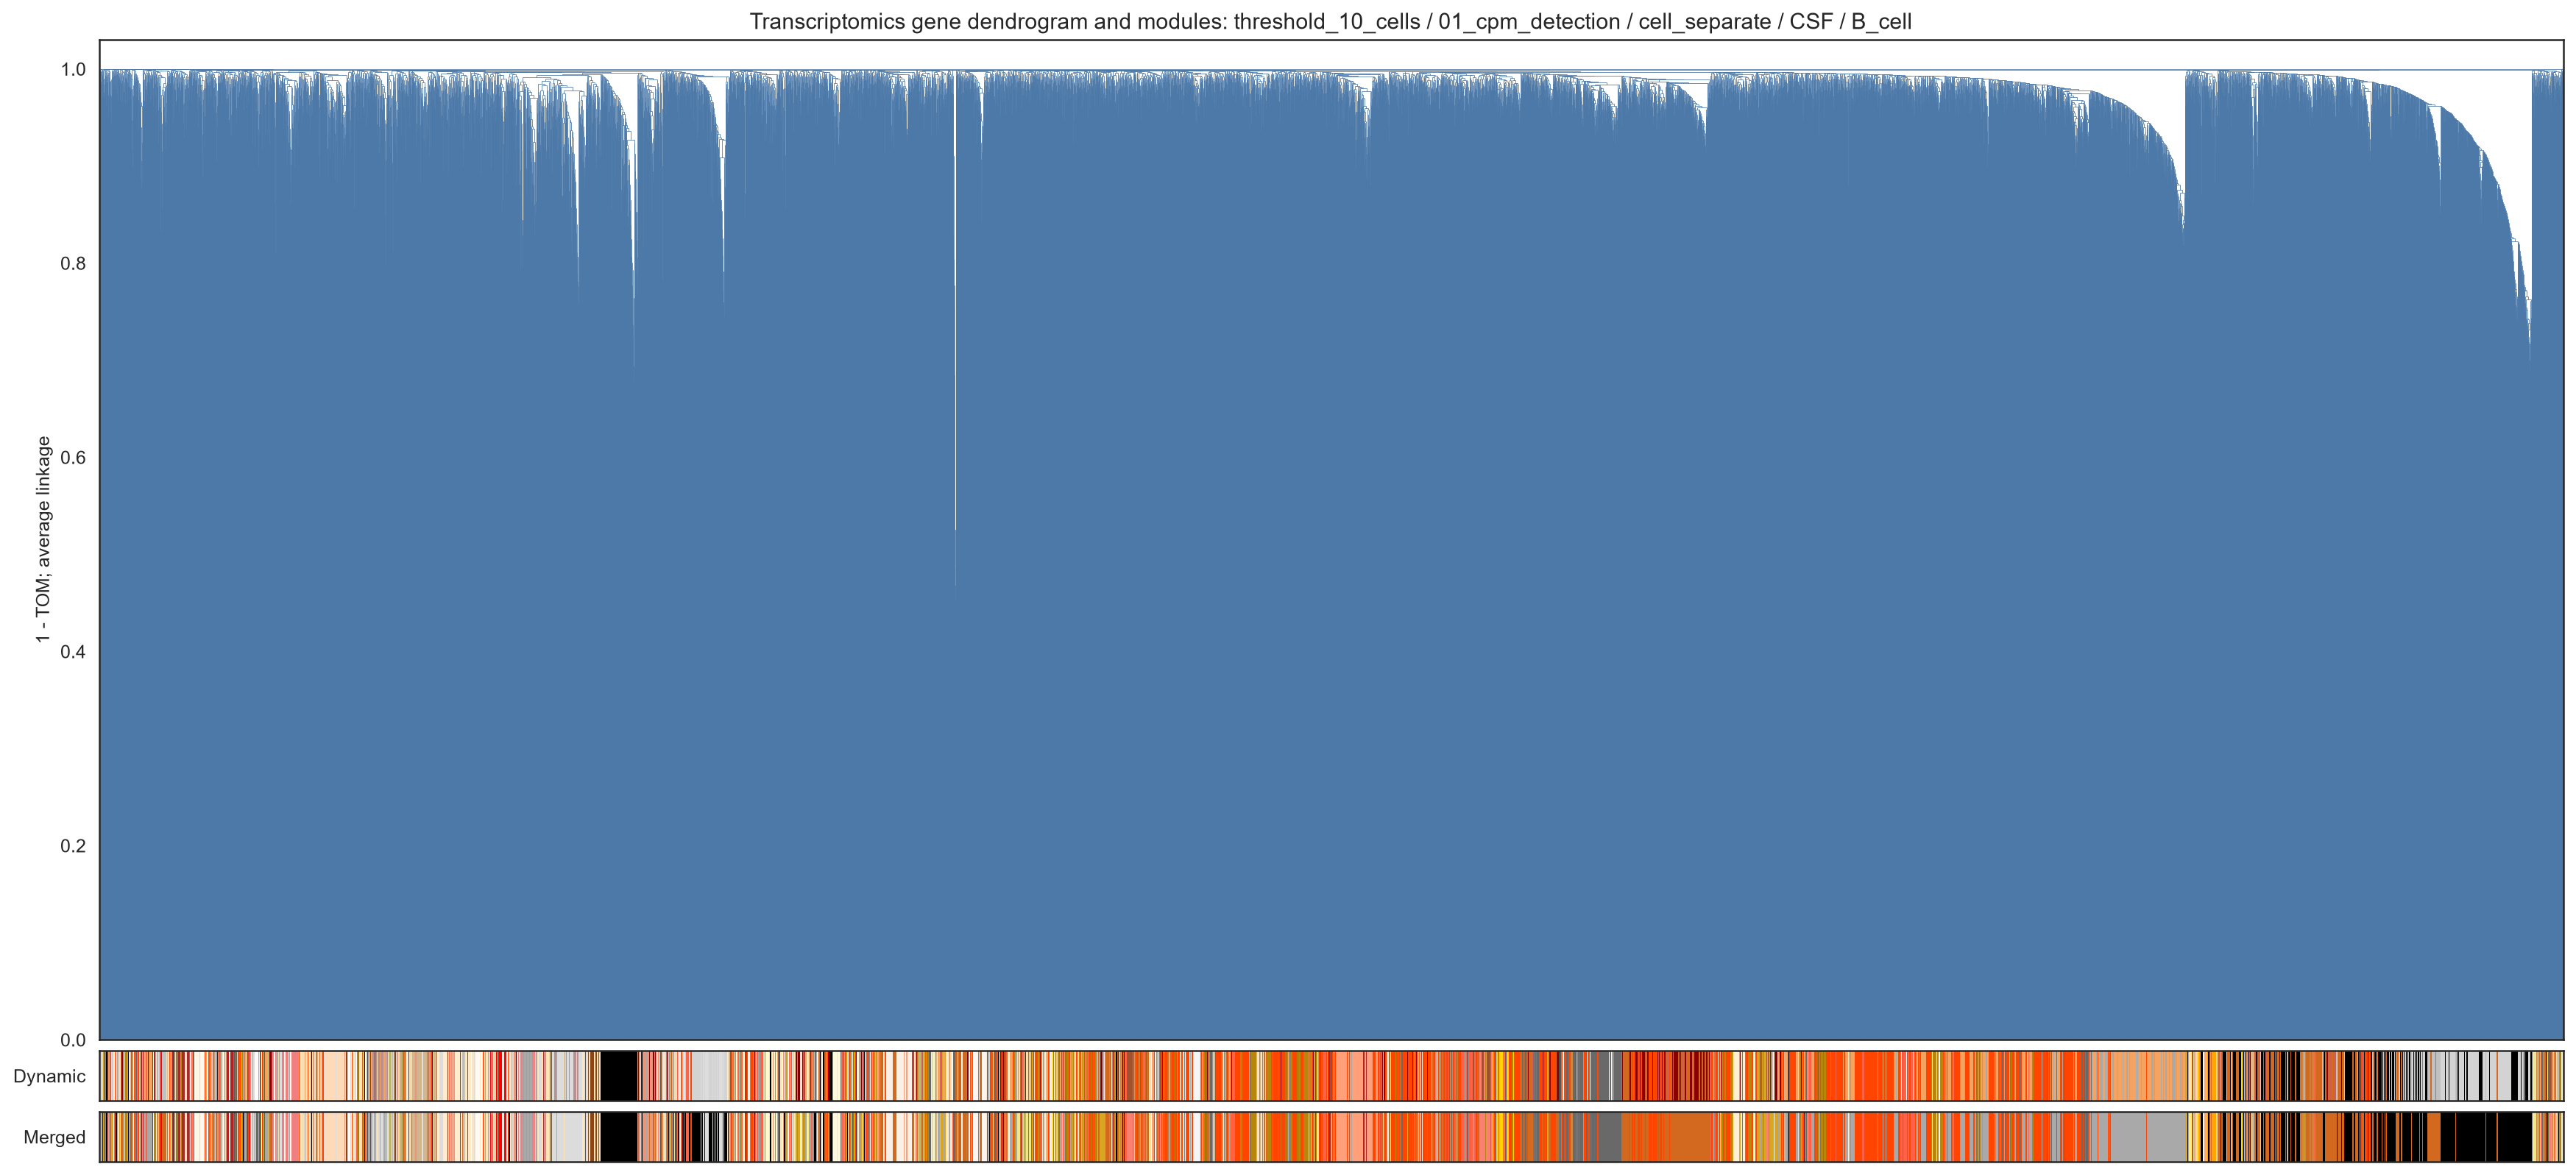 Transcriptomics gene dendrogram and modules: threshold_10_cells / 01_cpm_detection / cell_separate / CSF / B_cell
1.0
0.8
0.6
0.4
0.2
0.0
1 - TOM; average linkage
Dynamic
Merged